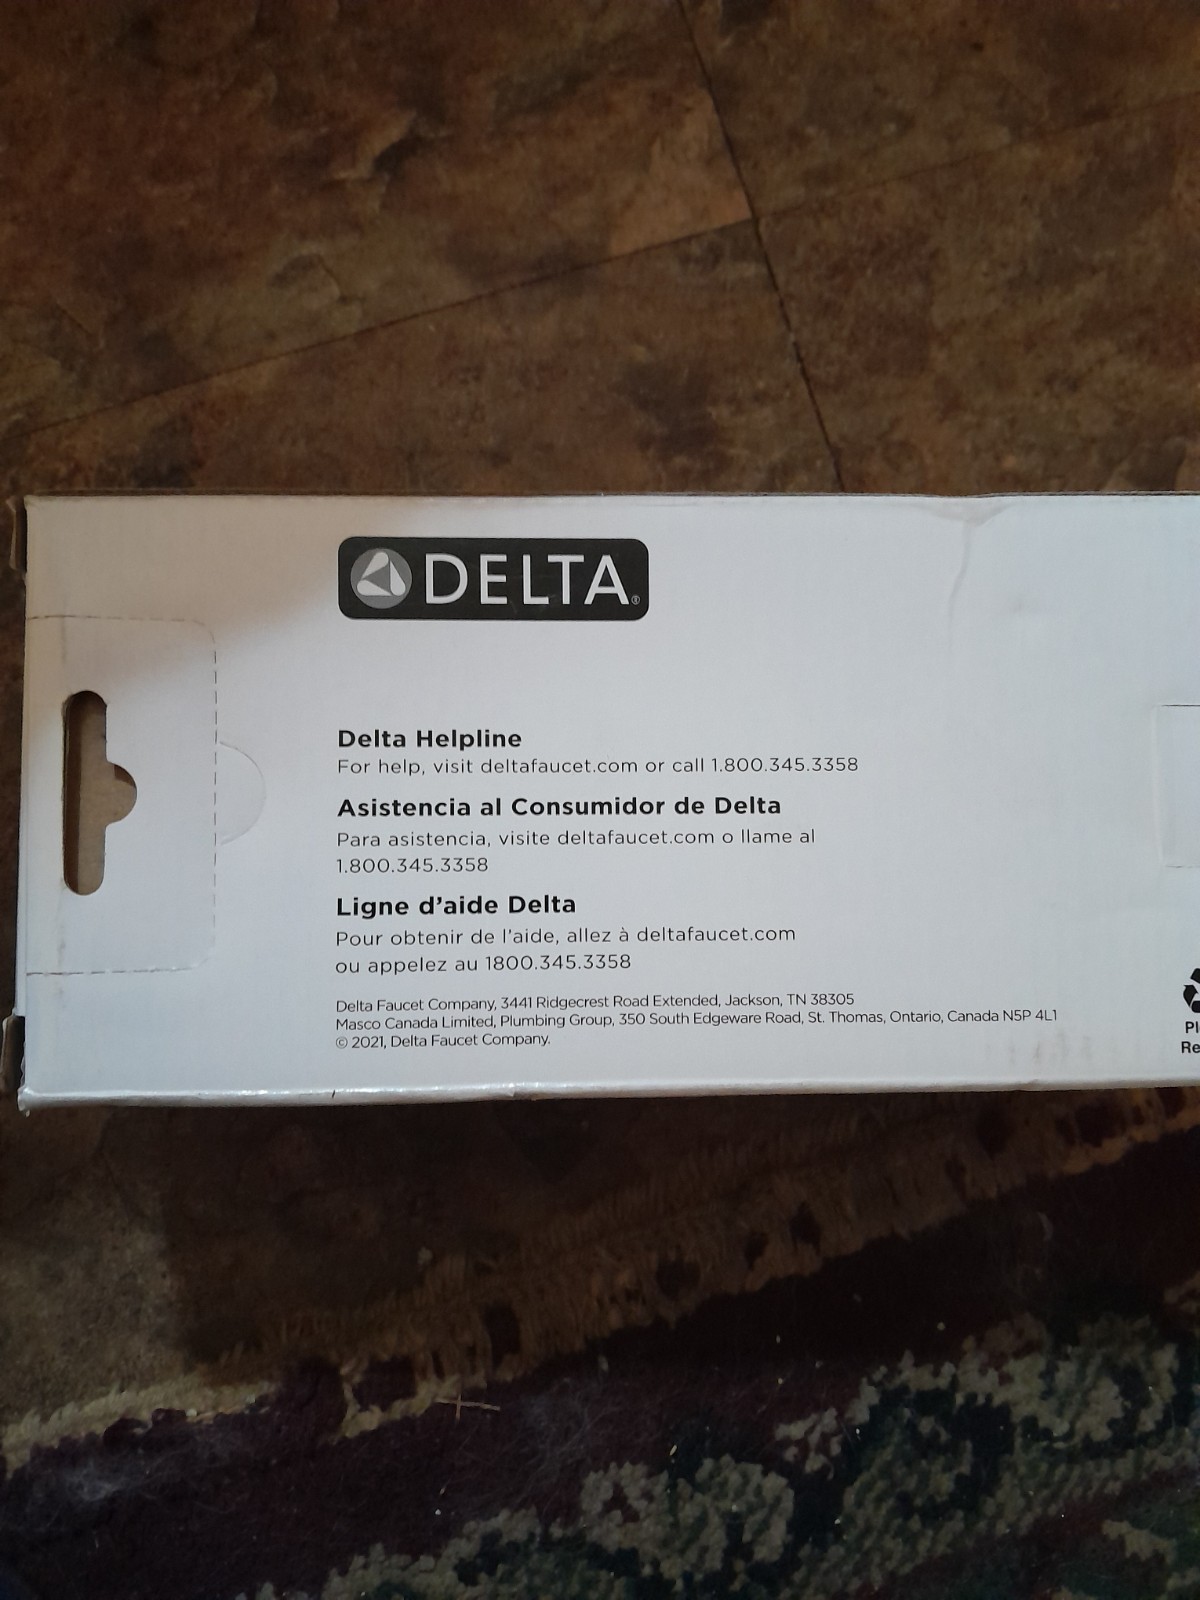 DELTA®
Delta Helpline
For help, visit deltafaucet.com or call 1.800.345.3358
Asistencia al Consumidor de Delta
Para asistencia, visite deltafaucet.com o llame al
1.800.345.3358
Ligne d’aide Delta
Pour obtenir de l’aide, allez à deltafaucet.com
ou appelez au 1800.345.3358
Delta Faucet Company, 3441 Ridgecrest Road Extended, Jackson, TN 38305
Masco Canada Limited, Plumbing Group, 350 South Edgeware Road, St. Thomas, Ontario, Canada N5P 4L1
© 2021, Delta Faucet Company.